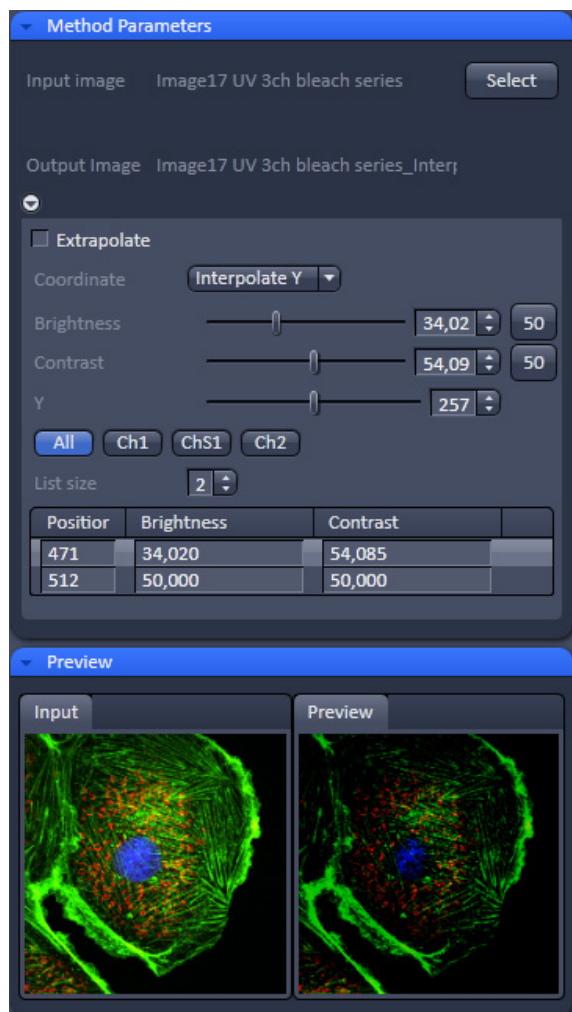 Method Parameters
Input image Image17 UV 3ch bleach series Select
Output Image Image17 UV 3ch bleach series_Interp
Extrapolate
Coordinate Interpolate Y
Brightness 34,02 50
Contrast 54,09 50
Y 257
All Ch1 ChS1 Ch2
List size 2
Positior Brightness Contrast
471 34,020 54,085
512 50,000 50,000
Preview
Input Preview